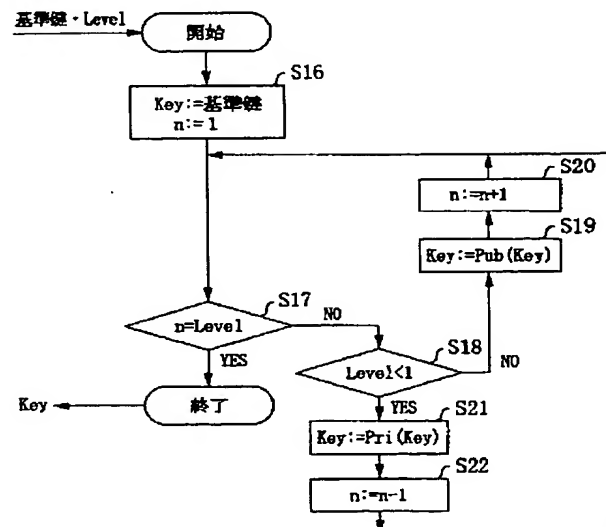 基準鍵・Level
開始
S16
Key:=基準鍵
n:=1
S20
n:=n+1
S19
Key:=Pub(Key)
S17
n=Level
NO
YES
S18
Level<1
NO
YES
Key
終了
S21
Key:=Pri(Key)
S22
n:=n-1